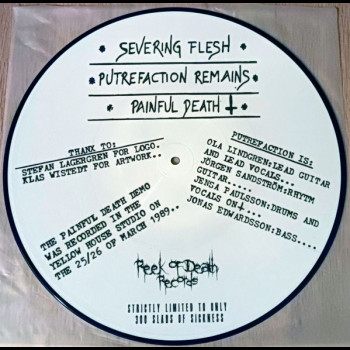 SEVERING FLESH
PUTREFACTION REMAINS
PAINFUL DEATH
THANX TO:
STEFAN LAGERGREN FOR LOGO.
KLAS WISTEDT FOR ARTWORK..
PUTREFACTION IS:
OLA LINDGREN:LEAD GUITAR
AND LEAD VOCALS...
JÖRGEN SANDSTRÖM:RHYTM
GUITAR.....
JENGA PAULSSON:DRUMS AND
VOCALS ON ...
JONAS EDWARDSSON:BASS....
THE PAINFUL DEATH DEMO
WAS RECORDED IN THE
YELLOW HOUSE STUDIO ON
THE 25/26 OF MARCH 1989..
Reek of Death
Records
STRICTLY LIMITED TO ONLY
300 SLABS OF SICKNESS